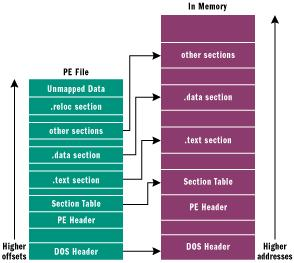 In Memory
other sections
.data section
.text section
Section Table
PE Header
DOS Header
PE File
Unmapped Data
.reloc section
other sections
.data section
.text section
Section Table
PE Header
DOS Header
Higher
offsets
Higher
addresses